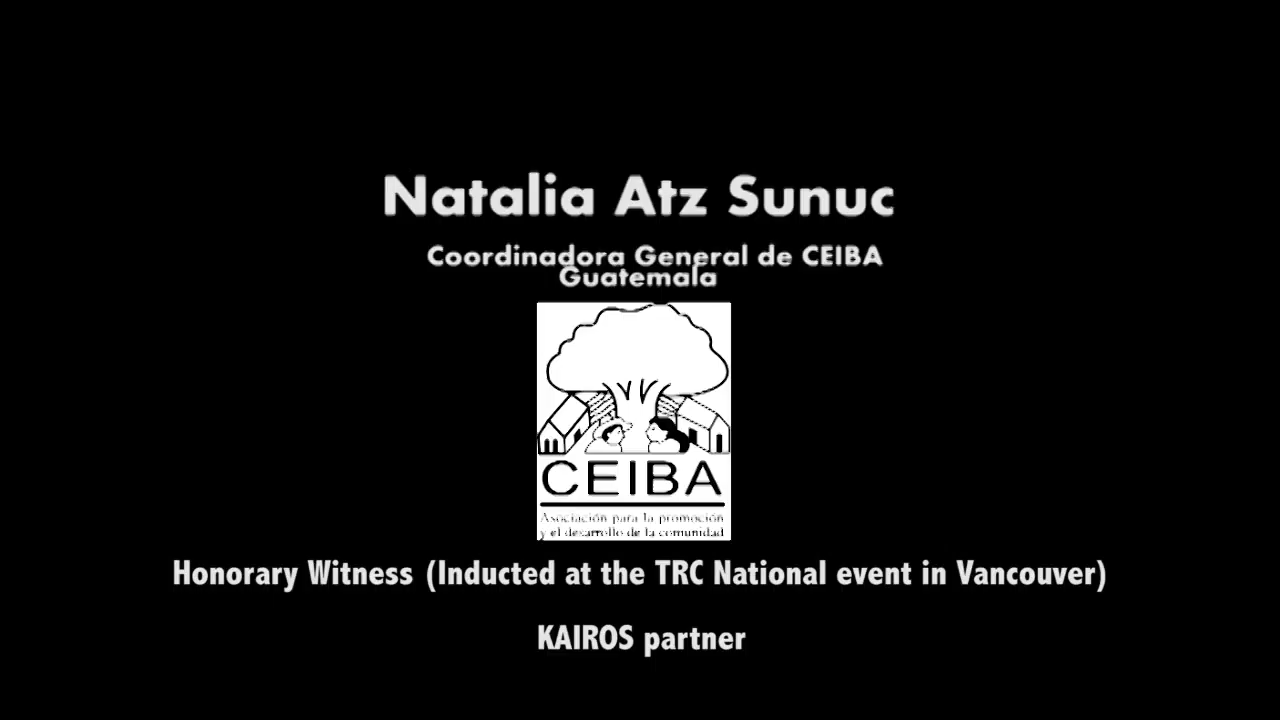 Natalia Atz Sunuc
Coordinadora General de CEIBA
Guatemala
CEIBA
Asociación para la promoción
y el desarrollo de la comunidad
Honorary Witness (Inducted at the TRC National event in Vancouver)
KAIROS partner